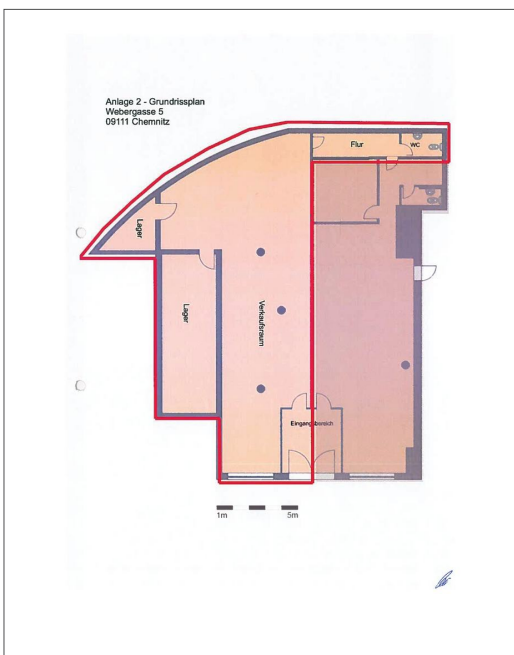 Anlage 2 - Grundrissplan
Webergasse 5
09111 Chemnitz
Flur
WC
Lager
Lager
Verkaufsraum
Eingangsbereich
1m
5m